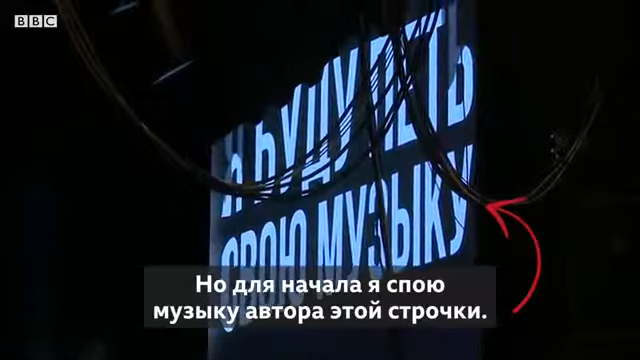 BBC
Я БУДУ ПЕТЬ
СВОЮ МУЗЫКУ
Но для начала я спою
музыку автора этой строчки.